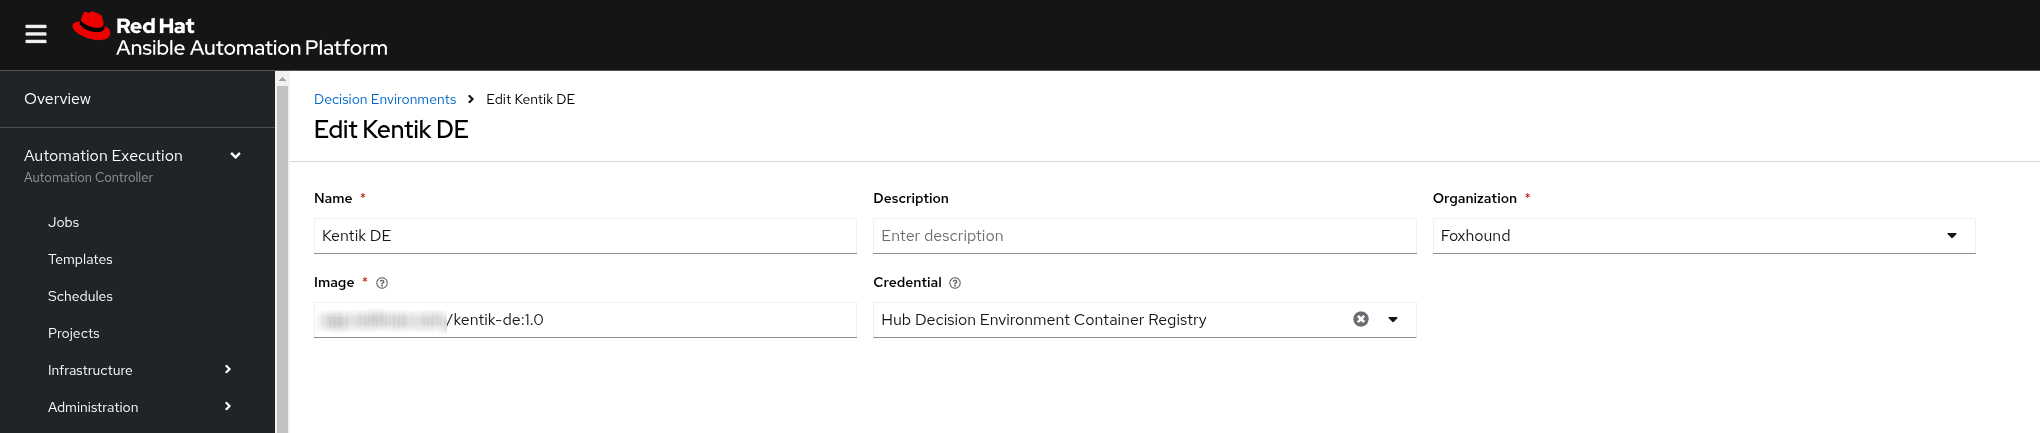 Red Hat
Ansible Automation Platform
Overview
Automation Execution
Automation Controller
Jobs
Templates
Schedules
Projects
Infrastructure
Administration
Decision Environments > Edit Kentik DE
Edit Kentik DE
Name * Description Organization *
Kentik DE Enter description Foxhound
Image * Credential
/kentik-de:1.0 Hub Decision Environment Container Registry